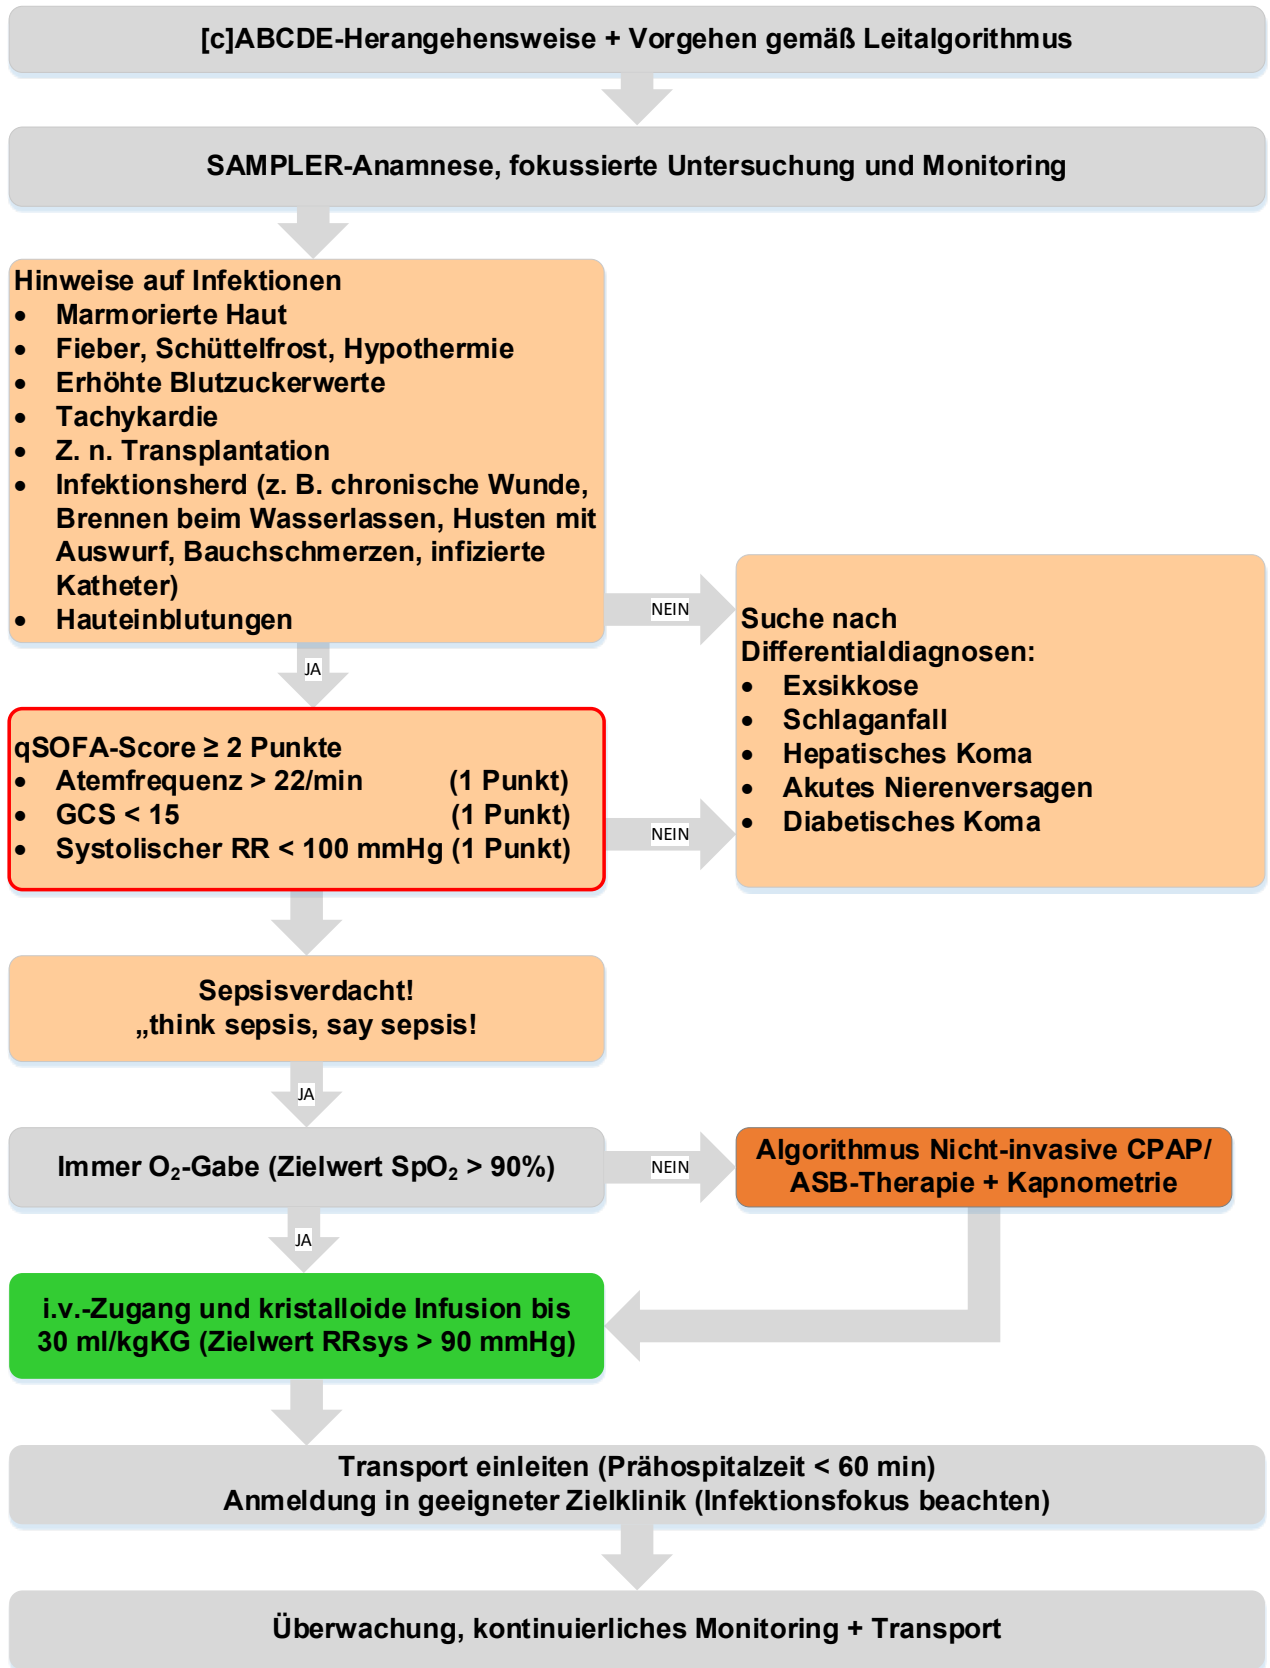 [c]ABCDE-Herangehensweise + Vorgehen gemäß Leitalgorithmus
SAMPLER-Anamnese, fokussierte Untersuchung und Monitoring
Hinweise auf Infektionen
• Marmorierte Haut
• Fieber, Schüttelfrost, Hypothermie
• Erhöhte Blutzuckerwerte
• Tachykardie
• Z. n. Transplantation
• Infektionsherd (z. B. chronische Wunde,
Brennen beim Wasserlassen, Husten mit
Auswurf, Bauchschmerzen, infizierte
Katheter)
• Hauteinblutungen
NEIN
Suche nach
Differentialdiagnosen:
• Exsikkose
• Schlaganfall
• Hepatisches Koma
• Akutes Nierenversagen
• Diabetisches Koma
JA
qSOFA-Score ≥ 2 Punkte
• Atemfrequenz > 22/min (1 Punkt)
• GCS < 15 (1 Punkt)
• Systolischer RR < 100 mmHg (1 Punkt)
NEIN
Sepsisverdacht!
„think sepsis, say sepsis!
JA
Immer O₂-Gabe (Zielwert SpO₂ > 90%)
NEIN
Algorithmus Nicht-invasive CPAP/
ASB-Therapie + Kapnometrie
JA
i.v.-Zugang und kristalloide Infusion bis
30 ml/kgKG (Zielwert RRsys > 90 mmHg)
Transport einleiten (Prähospitalzeit < 60 min)
Anmeldung in geeigneter Zielklinik (Infektionsfokus beachten)
Überwachung, kontinuierliches Monitoring + Transport